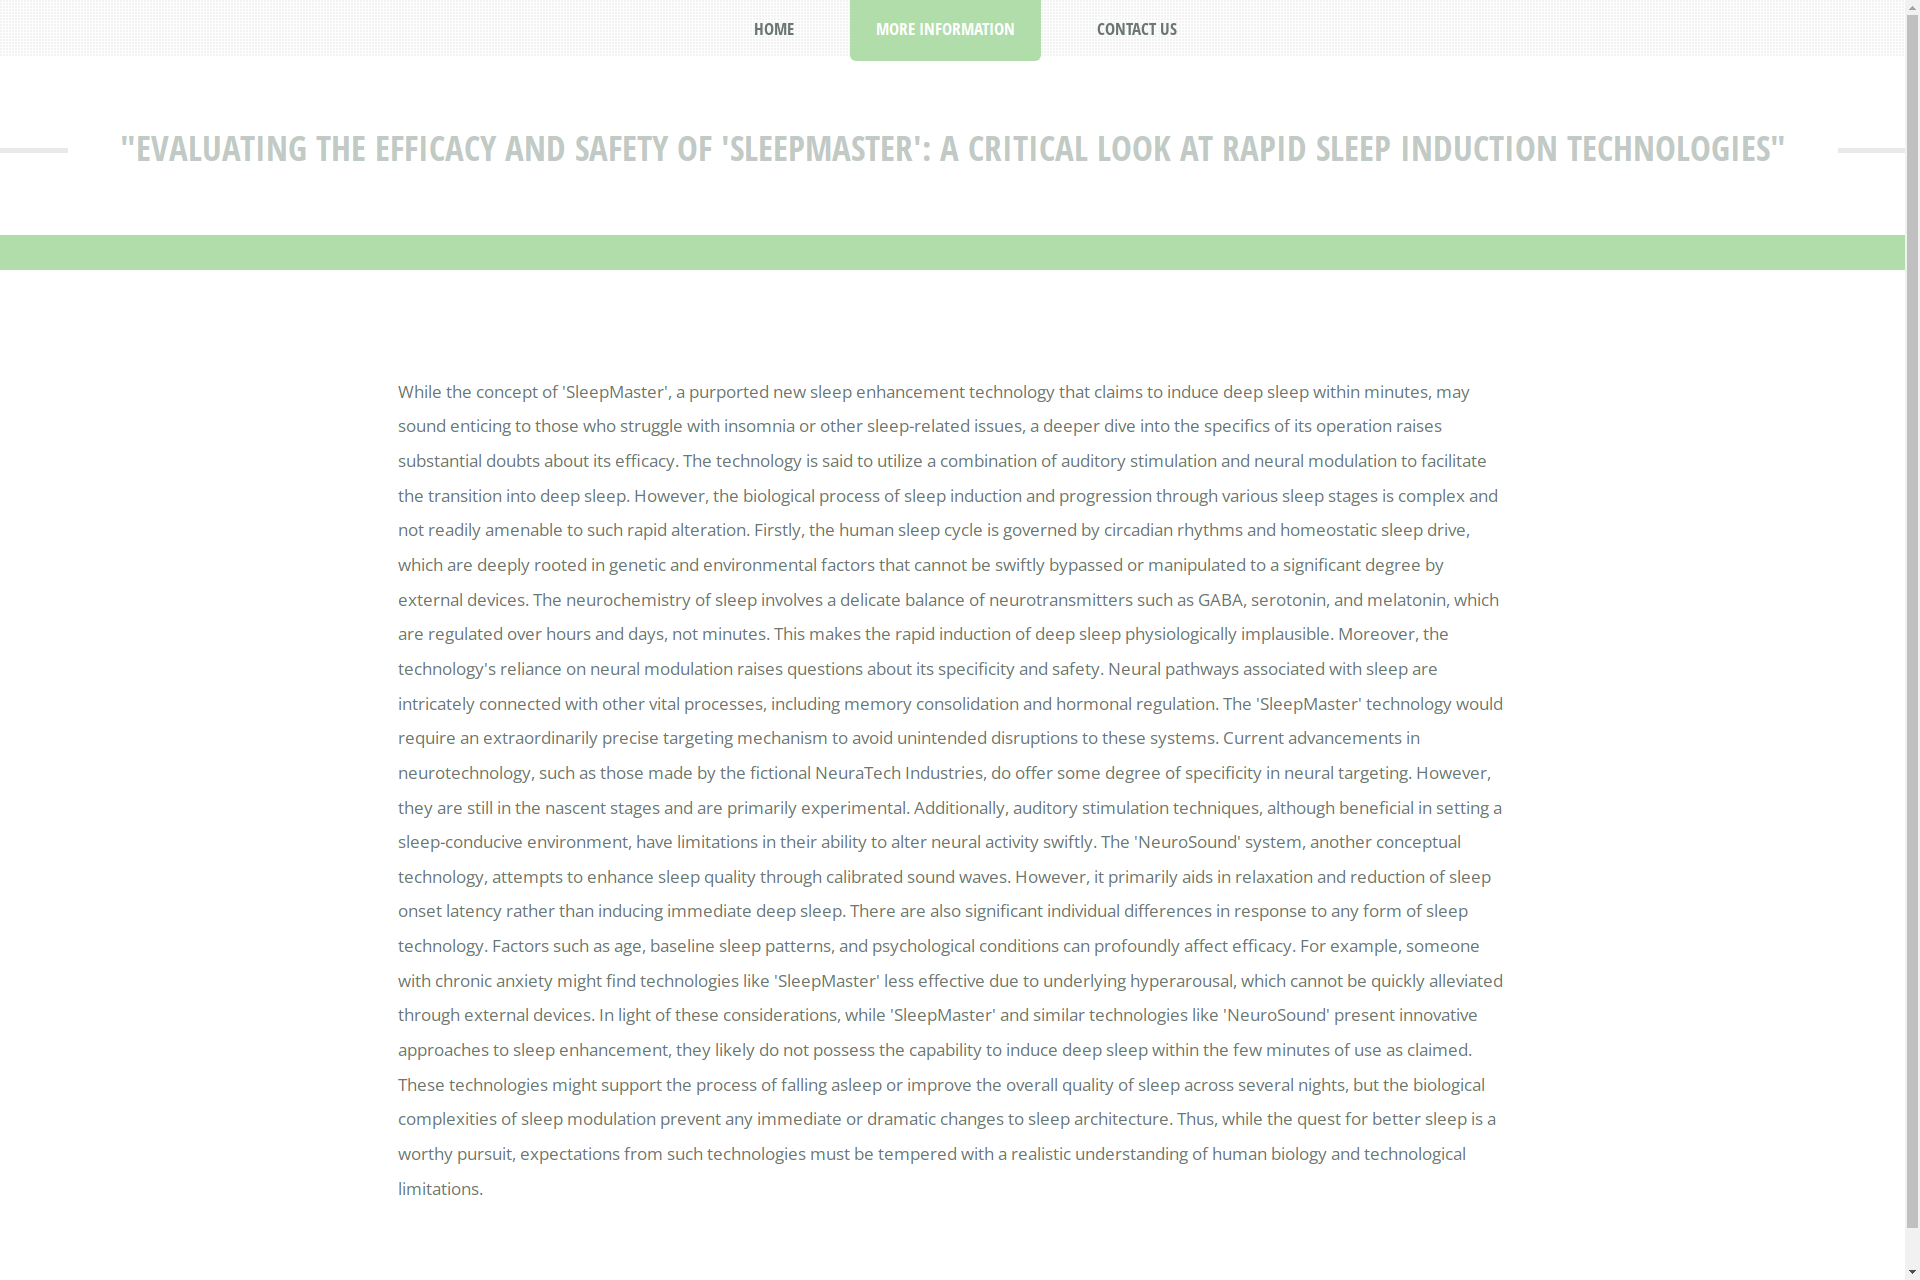 HOME
MORE INFORMATION
CONTACT US
"EVALUATING THE EFFICACY AND SAFETY OF 'SLEEPMASTER': A CRITICAL LOOK AT RAPID SLEEP INDUCTION TECHNOLOGIES"
While the concept of 'SleepMaster', a purported new sleep enhancement technology that claims to induce deep sleep within minutes, may
sound enticing to those who struggle with insomnia or other sleep-related issues, a deeper dive into the specifics of its operation raises
substantial doubts about its efficacy. The technology is said to utilize a combination of auditory stimulation and neural modulation to facilitate
the transition into deep sleep. However, the biological process of sleep induction and progression through various sleep stages is complex and
not readily amenable to such rapid alteration. Firstly, the human sleep cycle is governed by circadian rhythms and homeostatic sleep drive,
which are deeply rooted in genetic and environmental factors that cannot be swiftly bypassed or manipulated to a significant degree by
external devices. The neurochemistry of sleep involves a delicate balance of neurotransmitters such as GABA, serotonin, and melatonin, which
are regulated over hours and days, not minutes. This makes the rapid induction of deep sleep physiologically implausible. Moreover, the
technology's reliance on neural modulation raises questions about its specificity and safety. Neural pathways associated with sleep are
intricately connected with other vital processes, including memory consolidation and hormonal regulation. The 'SleepMaster' technology would
require an extraordinarily precise targeting mechanism to avoid unintended disruptions to these systems. Current advancements in
neurotechnology, such as those made by the fictional NeuraTech Industries, do offer some degree of specificity in neural targeting. However,
they are still in the nascent stages and are primarily experimental. Additionally, auditory stimulation techniques, although beneficial in setting a
sleep-conducive environment, have limitations in their ability to alter neural activity swiftly. The 'NeuroSound' system, another conceptual
technology, attempts to enhance sleep quality through calibrated sound waves. However, it primarily aids in relaxation and reduction of sleep
onset latency rather than inducing immediate deep sleep. There are also significant individual differences in response to any form of sleep
technology. Factors such as age, baseline sleep patterns, and psychological conditions can profoundly affect efficacy. For example, someone
with chronic anxiety might find technologies like 'SleepMaster' less effective due to underlying hyperarousal, which cannot be quickly alleviated
through external devices. In light of these considerations, while 'SleepMaster' and similar technologies like 'NeuroSound' present innovative
approaches to sleep enhancement, they likely do not possess the capability to induce deep sleep within the few minutes of use as claimed.
These technologies might support the process of falling asleep or improve the overall quality of sleep across several nights, but the biological
complexities of sleep modulation prevent any immediate or dramatic changes to sleep architecture. Thus, while the quest for better sleep is a
worthy pursuit, expectations from such technologies must be tempered with a realistic understanding of human biology and technological
limitations.